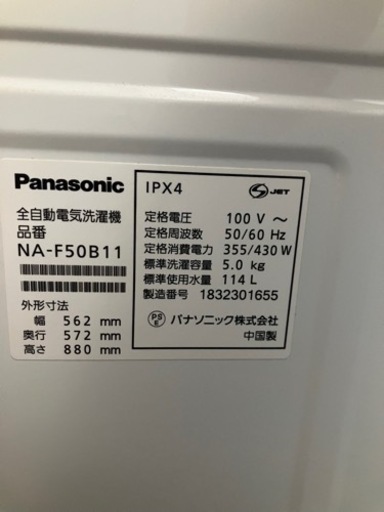 Panasonic
全自動電気洗濯機
品番
NA-F50B11
外形寸法
幅 562 mm
奥行 572 mm
高さ 880 mm
IPX4
S JET
定格電圧 100 V ～
定格周波数 50/60 Hz
定格消費電力 355/430 W
標準洗濯容量 5.0 kg
標準使用水量 114 L
製造番号 1832301655
PS E パナソニック株式会社
中国製